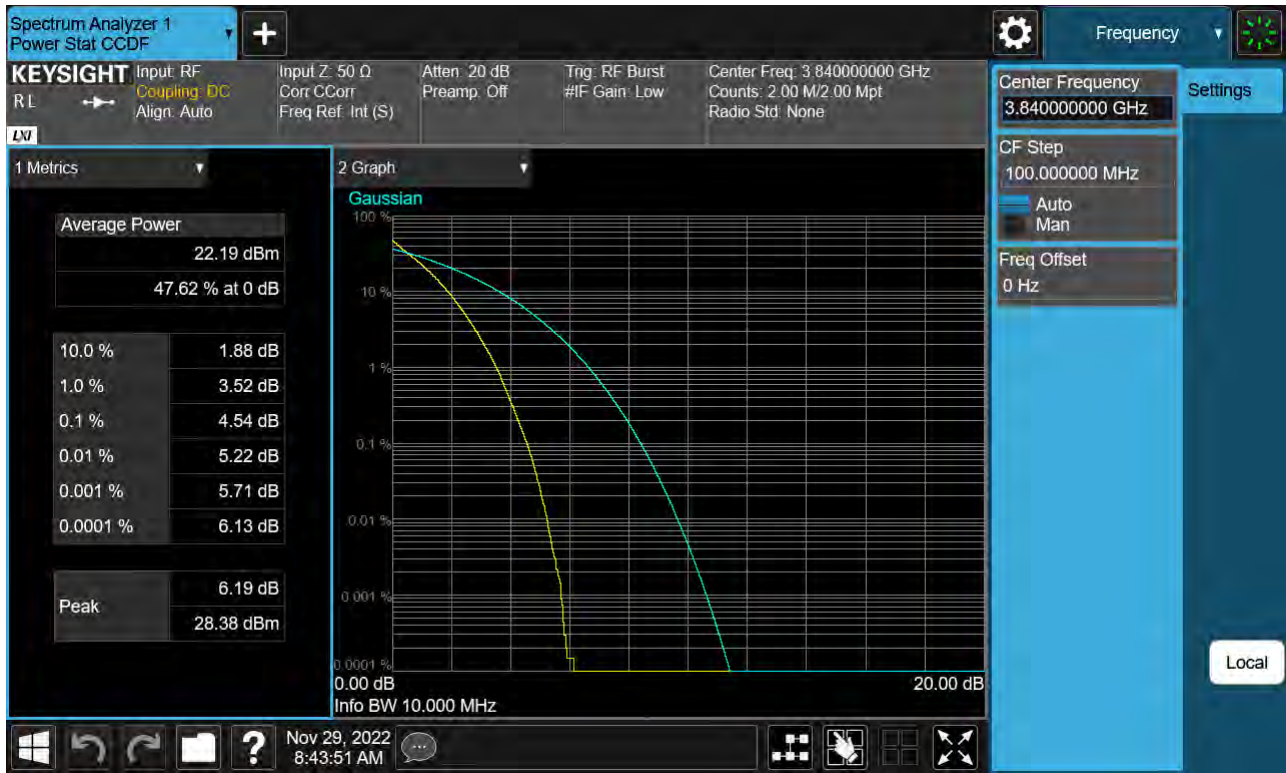 Spectrum Analyzer 1
Power Stat CCDF
Frequency
KEYSIGHT
RL
LXI
Input: RF
Coupling: DC
Align: Auto
Input Z: 50 Ω
Corr CCorr
Freq Ref: Int (S)
Atten: 20 dB
Preamp: Off
Trig: RF Burst
#IF Gain: Low
Center Freq: 3.840000000 GHz
Counts: 2.00 M/2.00 Mpt
Radio Std: None
1 Metrics
Average Power
22.19 dBm
47.62 % at 0 dB
10.0 % 1.88 dB
1.0 % 3.52 dB
0.1 % 4.54 dB
0.01 % 5.22 dB
0.001 % 5.71 dB
0.0001 % 6.13 dB
Peak
6.19 dB
28.38 dBm
2 Graph
Gaussian
100 %
10 %
1 %
0.1 %
0.01 %
0.001 %
0.0001 %
0.00 dB 20.00 dB
Info BW 10.000 MHz
Center Frequency
3.840000000 GHz
CF Step
100.000000 MHz
Auto
Man
Freq Offset
0 Hz
Settings
Local
?
Nov 29, 2022
8:43:51 AM